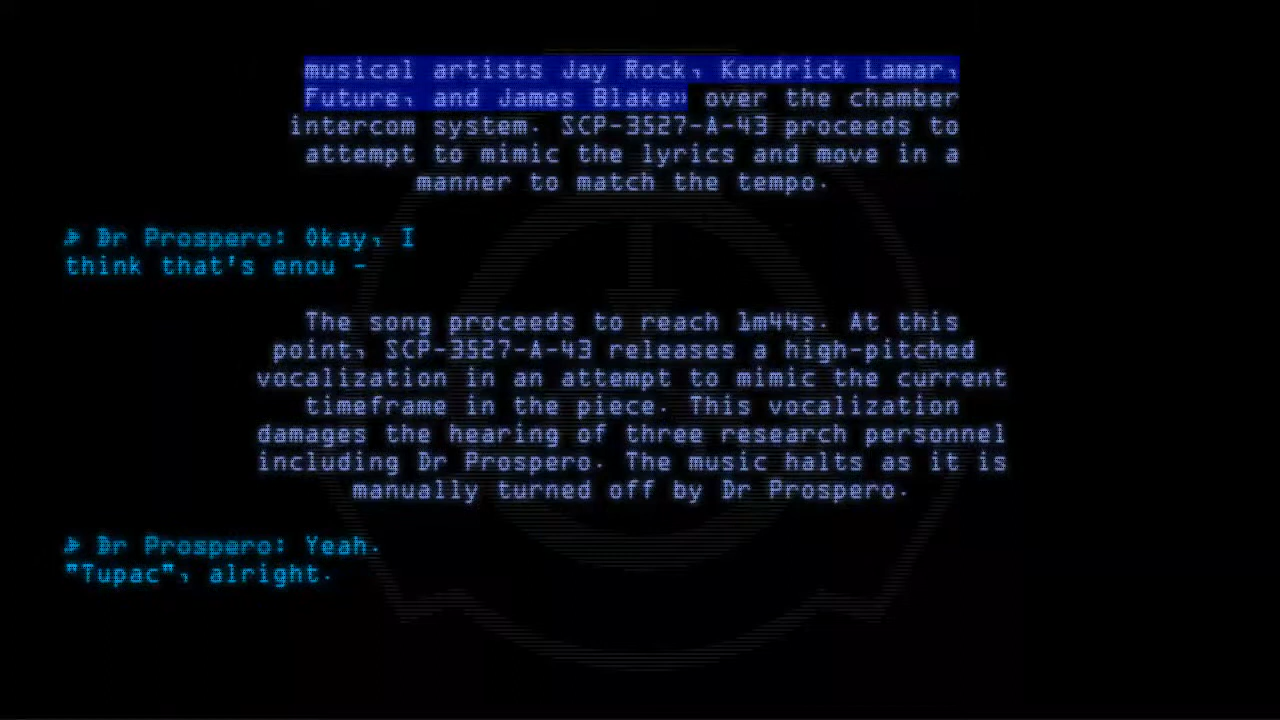 musical artists Jay Rock, Kendrick Lamar,
Future, and James Blake» over the chamber
intercom system. SCP-3527-A-43 proceeds to
attempt to mimic the lyrics and move in a
manner to match the tempo.
> Dr Prospero: Okay, I
think that's enou -
The song proceeds to reach 1m44s. At this
point, SCP-3527-A-43 releases a high-pitched
vocalization in an attempt to mimic the current
timeframe in the piece. This vocalization
damages the hearing of three research personnel
including Dr Prospero. The music halts as it is
manually turned off by Dr Prospero.
> Dr Prospero: Yeah.
"Tupac", alright.